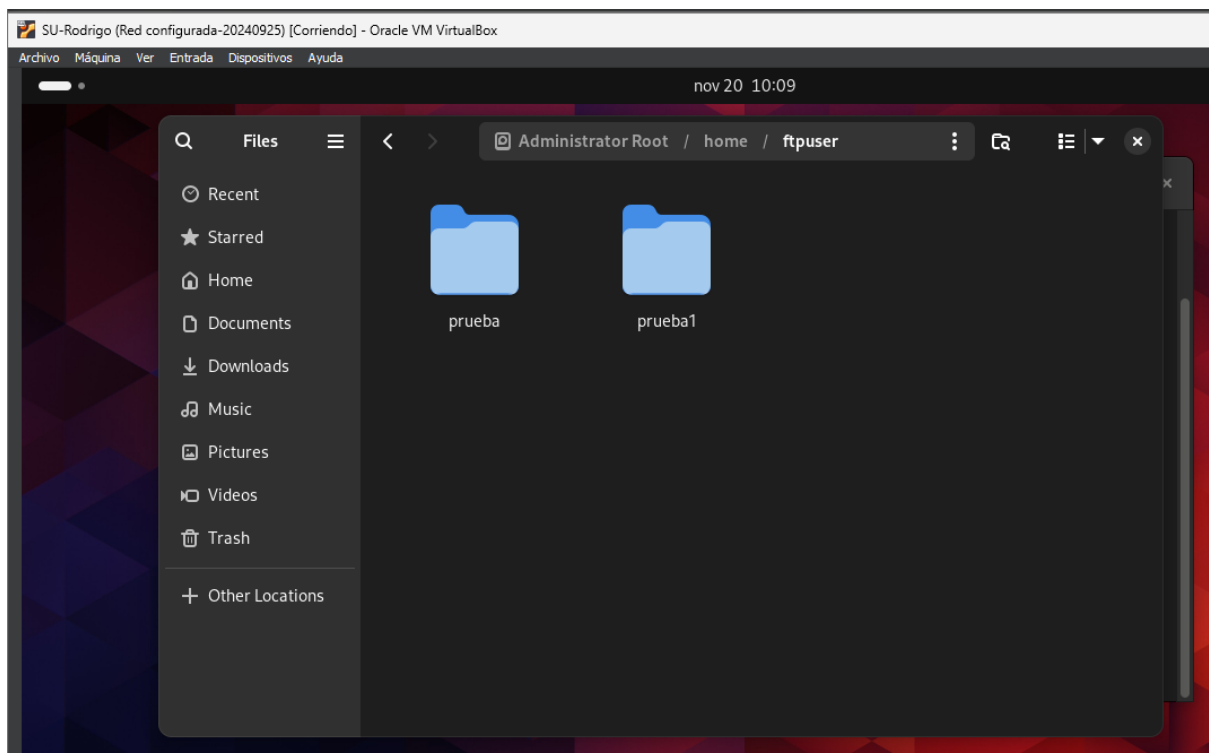 SU-Rodrigo (Red configurada-20240925) [Corriendo] - Oracle VM VirtualBox
Archivo Máquina Ver Entrada Dispositivos Ayuda
nov 20 10:09
Files
Administrator Root / home / ftpuser
Recent
Starred
Home
Documents
Downloads
Music
Pictures
Videos
Trash
Other Locations
prueba prueba1